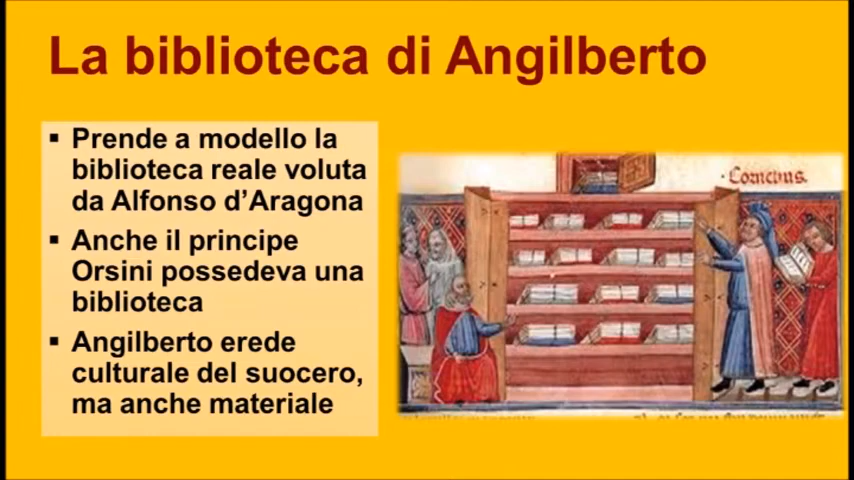 La biblioteca di Angilberto
▪ Prende a modello la
biblioteca reale voluta
da Alfonso d’Aragona
▪ Anche il principe
Orsini possedeva una
biblioteca
▪ Angilberto erede
culturale del suocero,
ma anche materiale